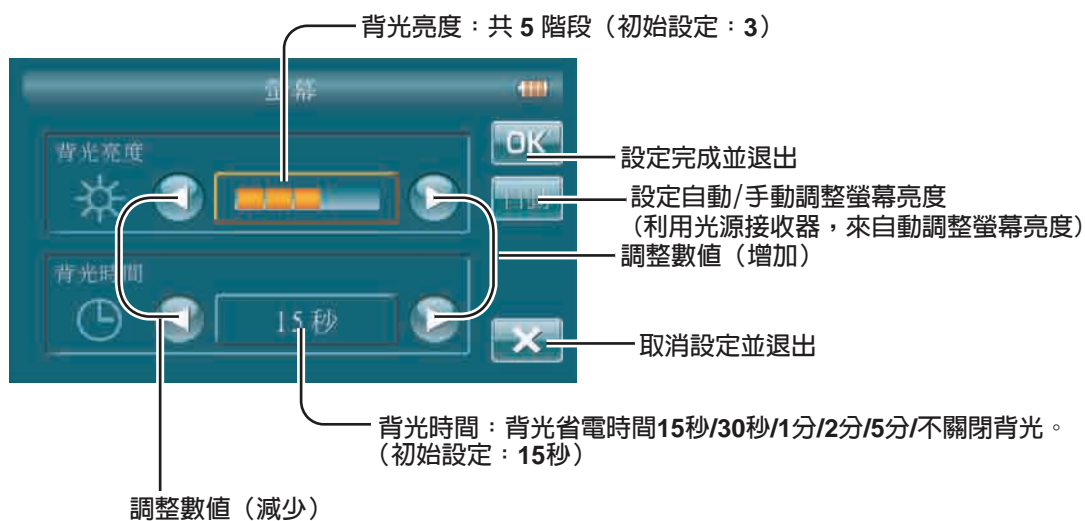 背光亮度：共 5 階段（初始設定：3）
螢幕
背光亮度
OK
設定完成並退出
自動
設定自動/手動調整螢幕亮度
（利用光源接收器，來自動調整螢幕亮度）
調整數值（增加）
背光時間
15 秒
取消設定並退出
背光時間：背光省電時間15秒/30秒/1分/2分/5分/不關閉背光。
（初始設定：15秒）
調整數值（減少）